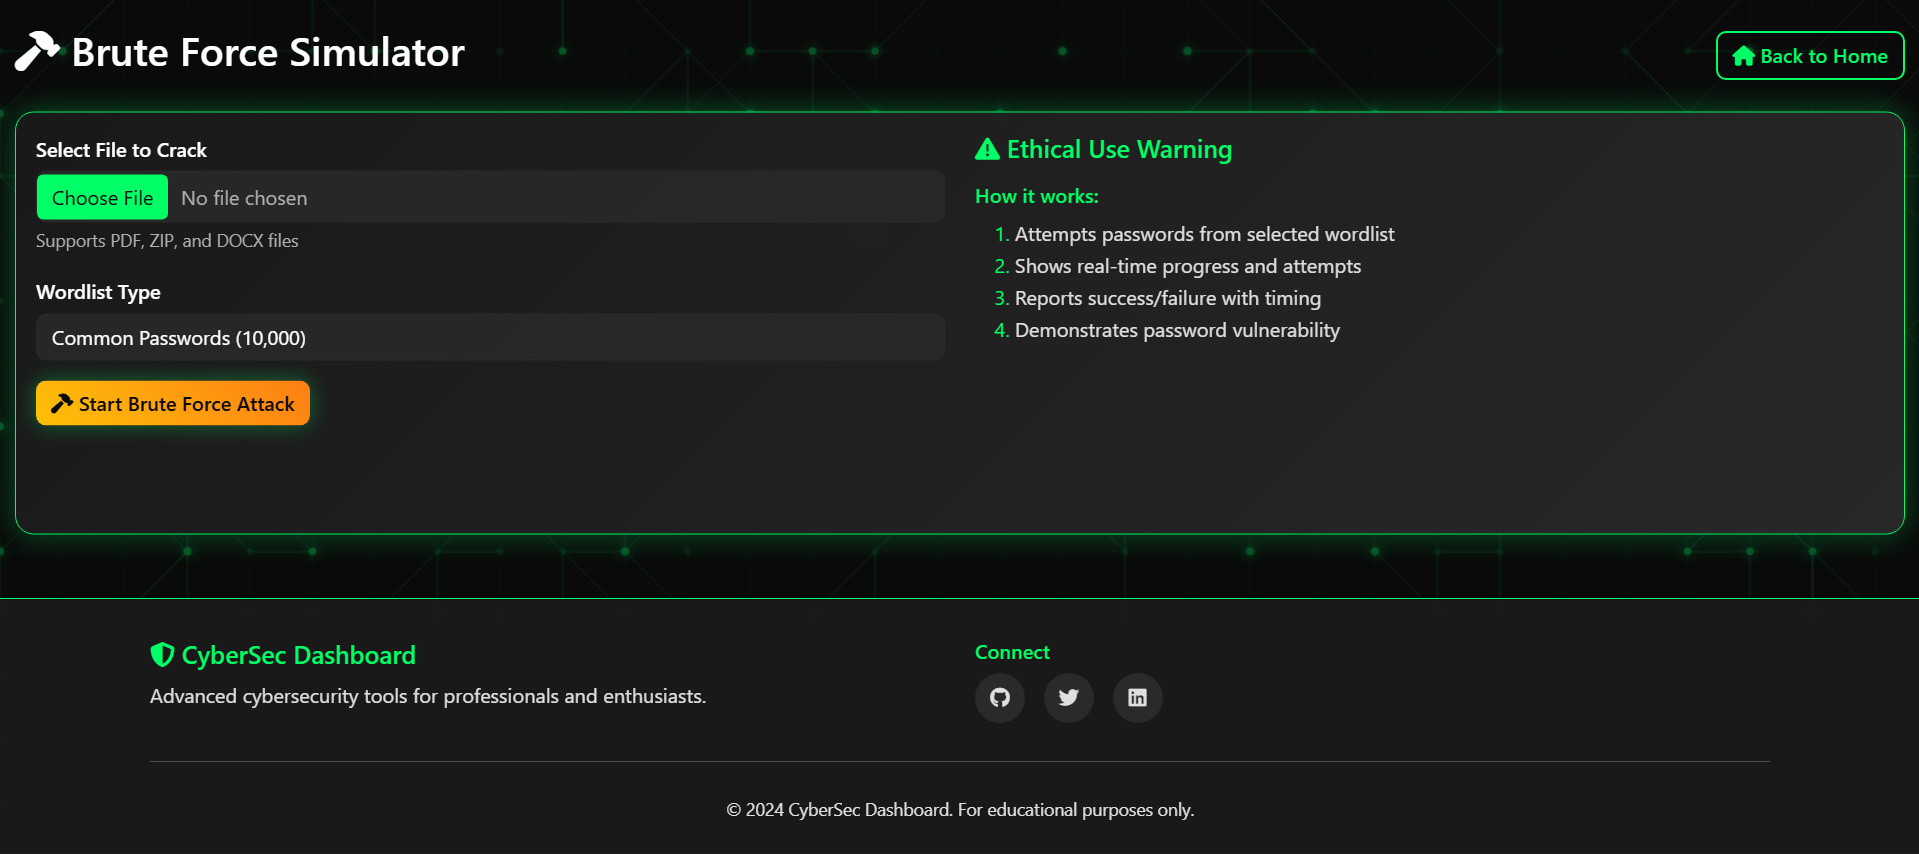 Brute Force Simulator
Back to Home
Select File to Crack
Choose File No file chosen
Supports PDF, ZIP, and DOCX files
Wordlist Type
Common Passwords (10,000)
Start Brute Force Attack
Ethical Use Warning
How it works:
1. Attempts passwords from selected wordlist
2. Shows real-time progress and attempts
3. Reports success/failure with timing
4. Demonstrates password vulnerability
CyberSec Dashboard
Advanced cybersecurity tools for professionals and enthusiasts.
Connect
© 2024 CyberSec Dashboard. For educational purposes only.